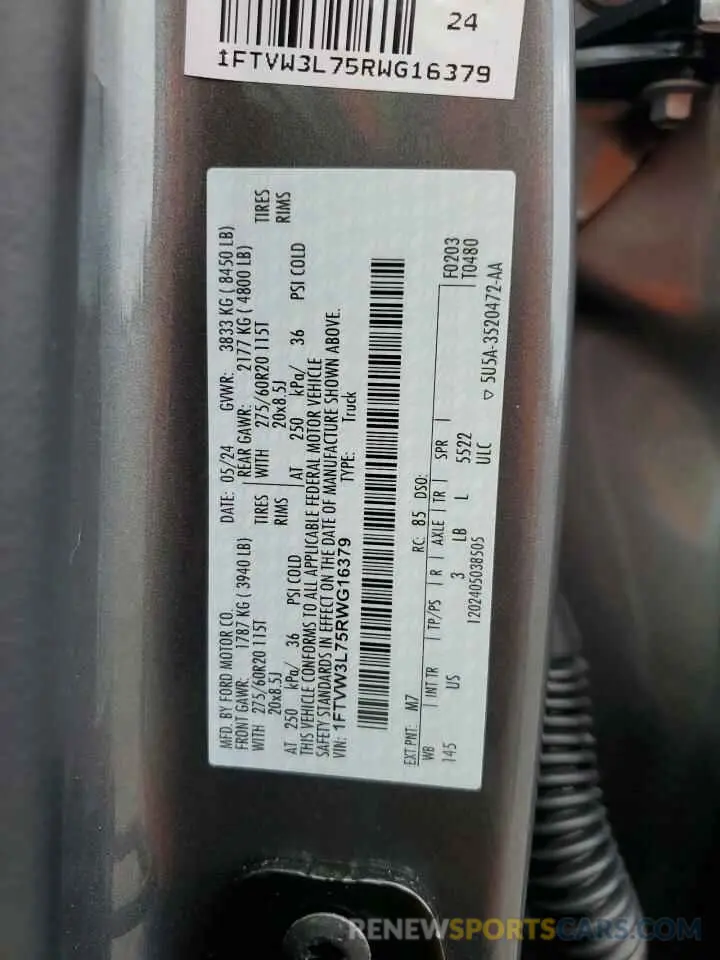 24
1FTVW3L75RWG16379
MFD. BY FORD MOTOR CO. DATE: 05/24 GVWR: 3833 KG ( 8450 LB)
FRONT GAWR: 1787 KG ( 3940 LB) REAR GAWR: 2177 KG ( 4800 LB)
WITH 275/60R20 115T TIRES WITH 275/60R20 115T TIRES
20x8.5J RIMS 20x8.5J RIMS
AT 250 kPa/ 36 PSI COLD AT 250 kPa/ 36 PSI COLD
THIS VEHICLE CONFORMS TO ALL APPLICABLE FEDERAL MOTOR VEHICLE
SAFETY STANDARDS IN EFFECT ON THE DATE OF MANUFACTURE SHOWN ABOVE.
VIN: 1FTVW3L75RWG16379 TYPE: Truck
EXT PNT: M7 RC: 85 DSO: F0203
WB INT TR TP/PS R AXLE TR SPR T0480
145 US 3 LB L 5522
1202405038505 ULC 5U5A-3520472-AA
RENEWSPORTSCARS.COM